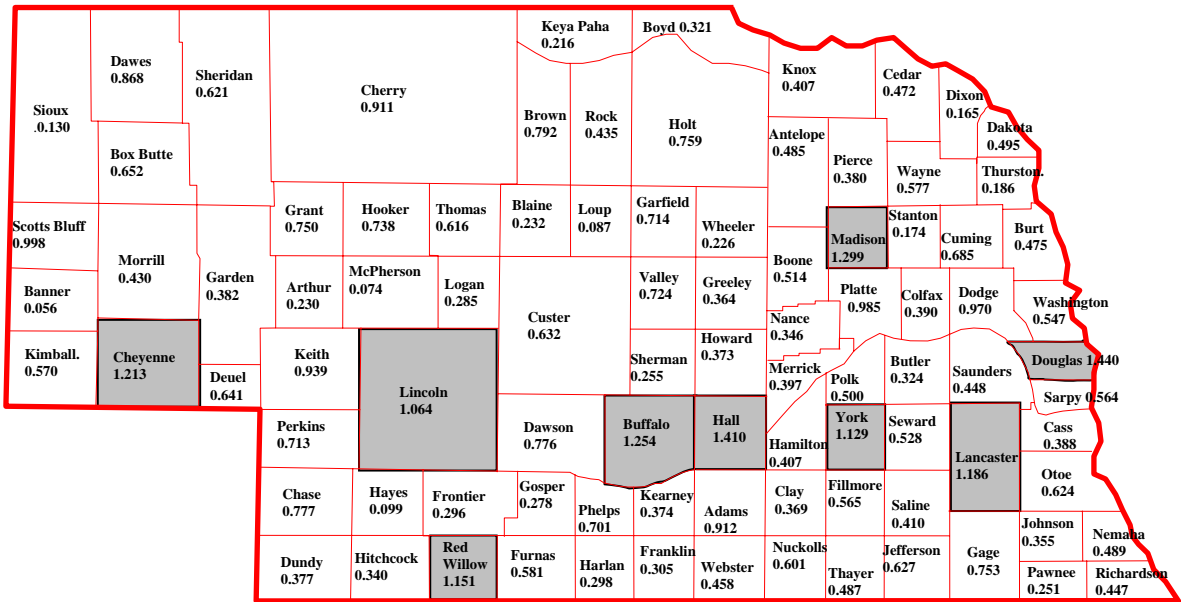 Keya Paha
0.216
Boyd 0.321
Dawes
0.868
Sheridan
0.621
Cherry
0.911
Knox
0.407
Cedar
0.472
Dixon
0.165
Sioux
.0.130
Brown
0.792
Rock
0.435
Holt
0.759
Dakota
0.495
Box Butte
0.652
Antelope
0.485
Pierce
0.380
Wayne
0.577
Thurston.
0.186
Scotts Bluff
0.998
Grant
0.750
Hooker
0.738
Thomas
0.616
Blaine
0.232
Loup
0.087
Garfield
0.714
Wheeler
0.226
Madison
1.299
Stanton
0.174
Cuming
0.685
Burt
0.475
Morrill
0.430
Garden
0.382
Banner
0.056
Arthur
0.230
McPherson
0.074
Logan
0.285
Custer
0.632
Valley
0.724
Greeley
0.364
Boone
0.514
Platte
0.985
Colfax
0.390
Dodge
0.970
Washington
0.547
Nance
0.346
Kimball.
0.570
Cheyenne
1.213
Deuel
0.641
Keith
0.939
Lincoln
1.064
Sherman
0.255
Howard
0.373
Merrick
0.397
Polk
0.500
Butler
0.324
Saunders
0.448
Douglas 1.440
Sarpy 0.564
Perkins
0.713
Dawson
0.776
Buffalo
1.254
Hall
1.410
Hamilton
0.407
York
1.129
Seward
0.528
Lancaster
1.186
Cass
0.388
Otoe
0.624
Chase
0.777
Hayes
0.099
Frontier
0.296
Gosper
0.278
Phelps
0.701
Kearney
0.374
Adams
0.912
Clay
0.369
Fillmore
0.565
Saline
0.410
Johnson
0.355
Nemaha
0.489
Dundy
0.377
Hitchcock
0.340
Red
Willow
1.151
Furnas
0.581
Harlan
0.298
Franklin
0.305
Webster
0.458
Nuckolls
0.601
Thayer
0.487
Jefferson
0.627
Gage
0.753
Pawnee
0.251
Richardson
0.447